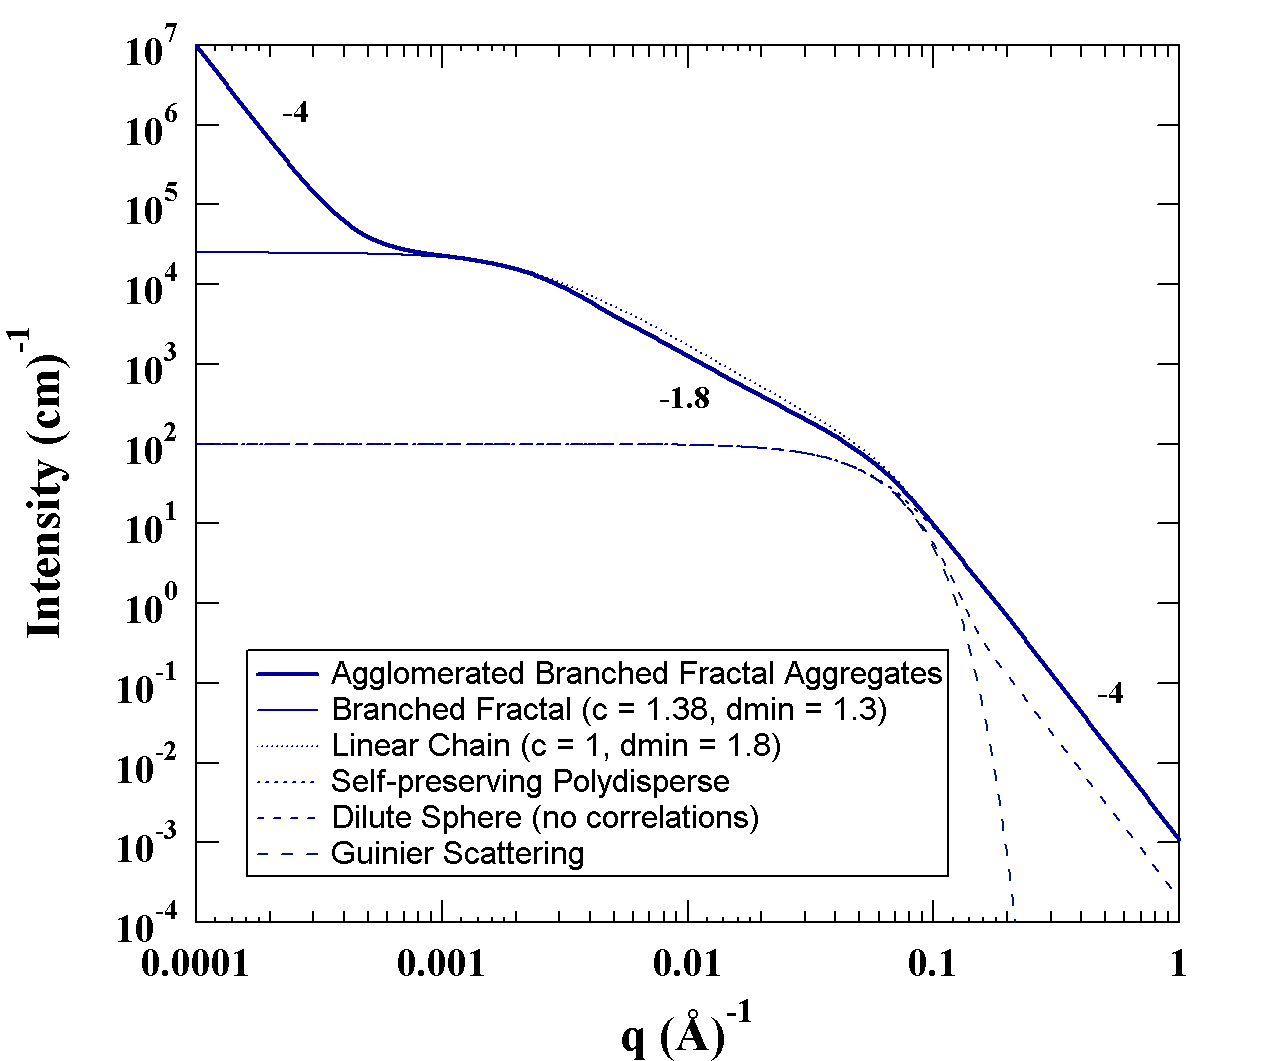 10^7
10^6
10^5
10^4
10^3
10^2
10^1
10^0
10^-1
10^-2
10^-3
10^-4
Intensity (cm)^-1
-4
-1.8
-4
Agglomerated Branched Fractal Aggregates
Branched Fractal (c = 1.38, dmin = 1.3)
Linear Chain (c = 1, dmin = 1.8)
Self-preserving Polydisperse
Dilute Sphere (no correlations)
Guinier Scattering
0.0001 0.001 0.01 0.1 1
q (Å)^-1